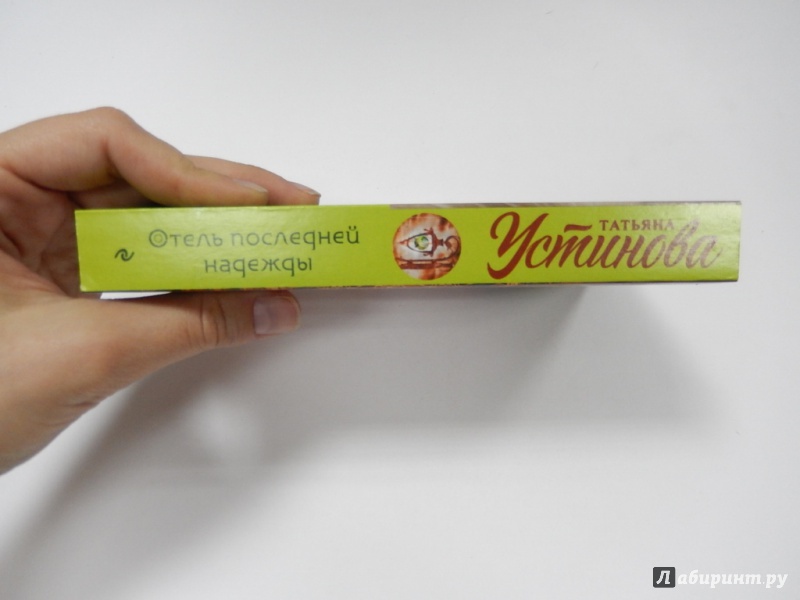 Отель последней
надежды
ТАТЬЯНА
Устинова
Лабиринт.ру